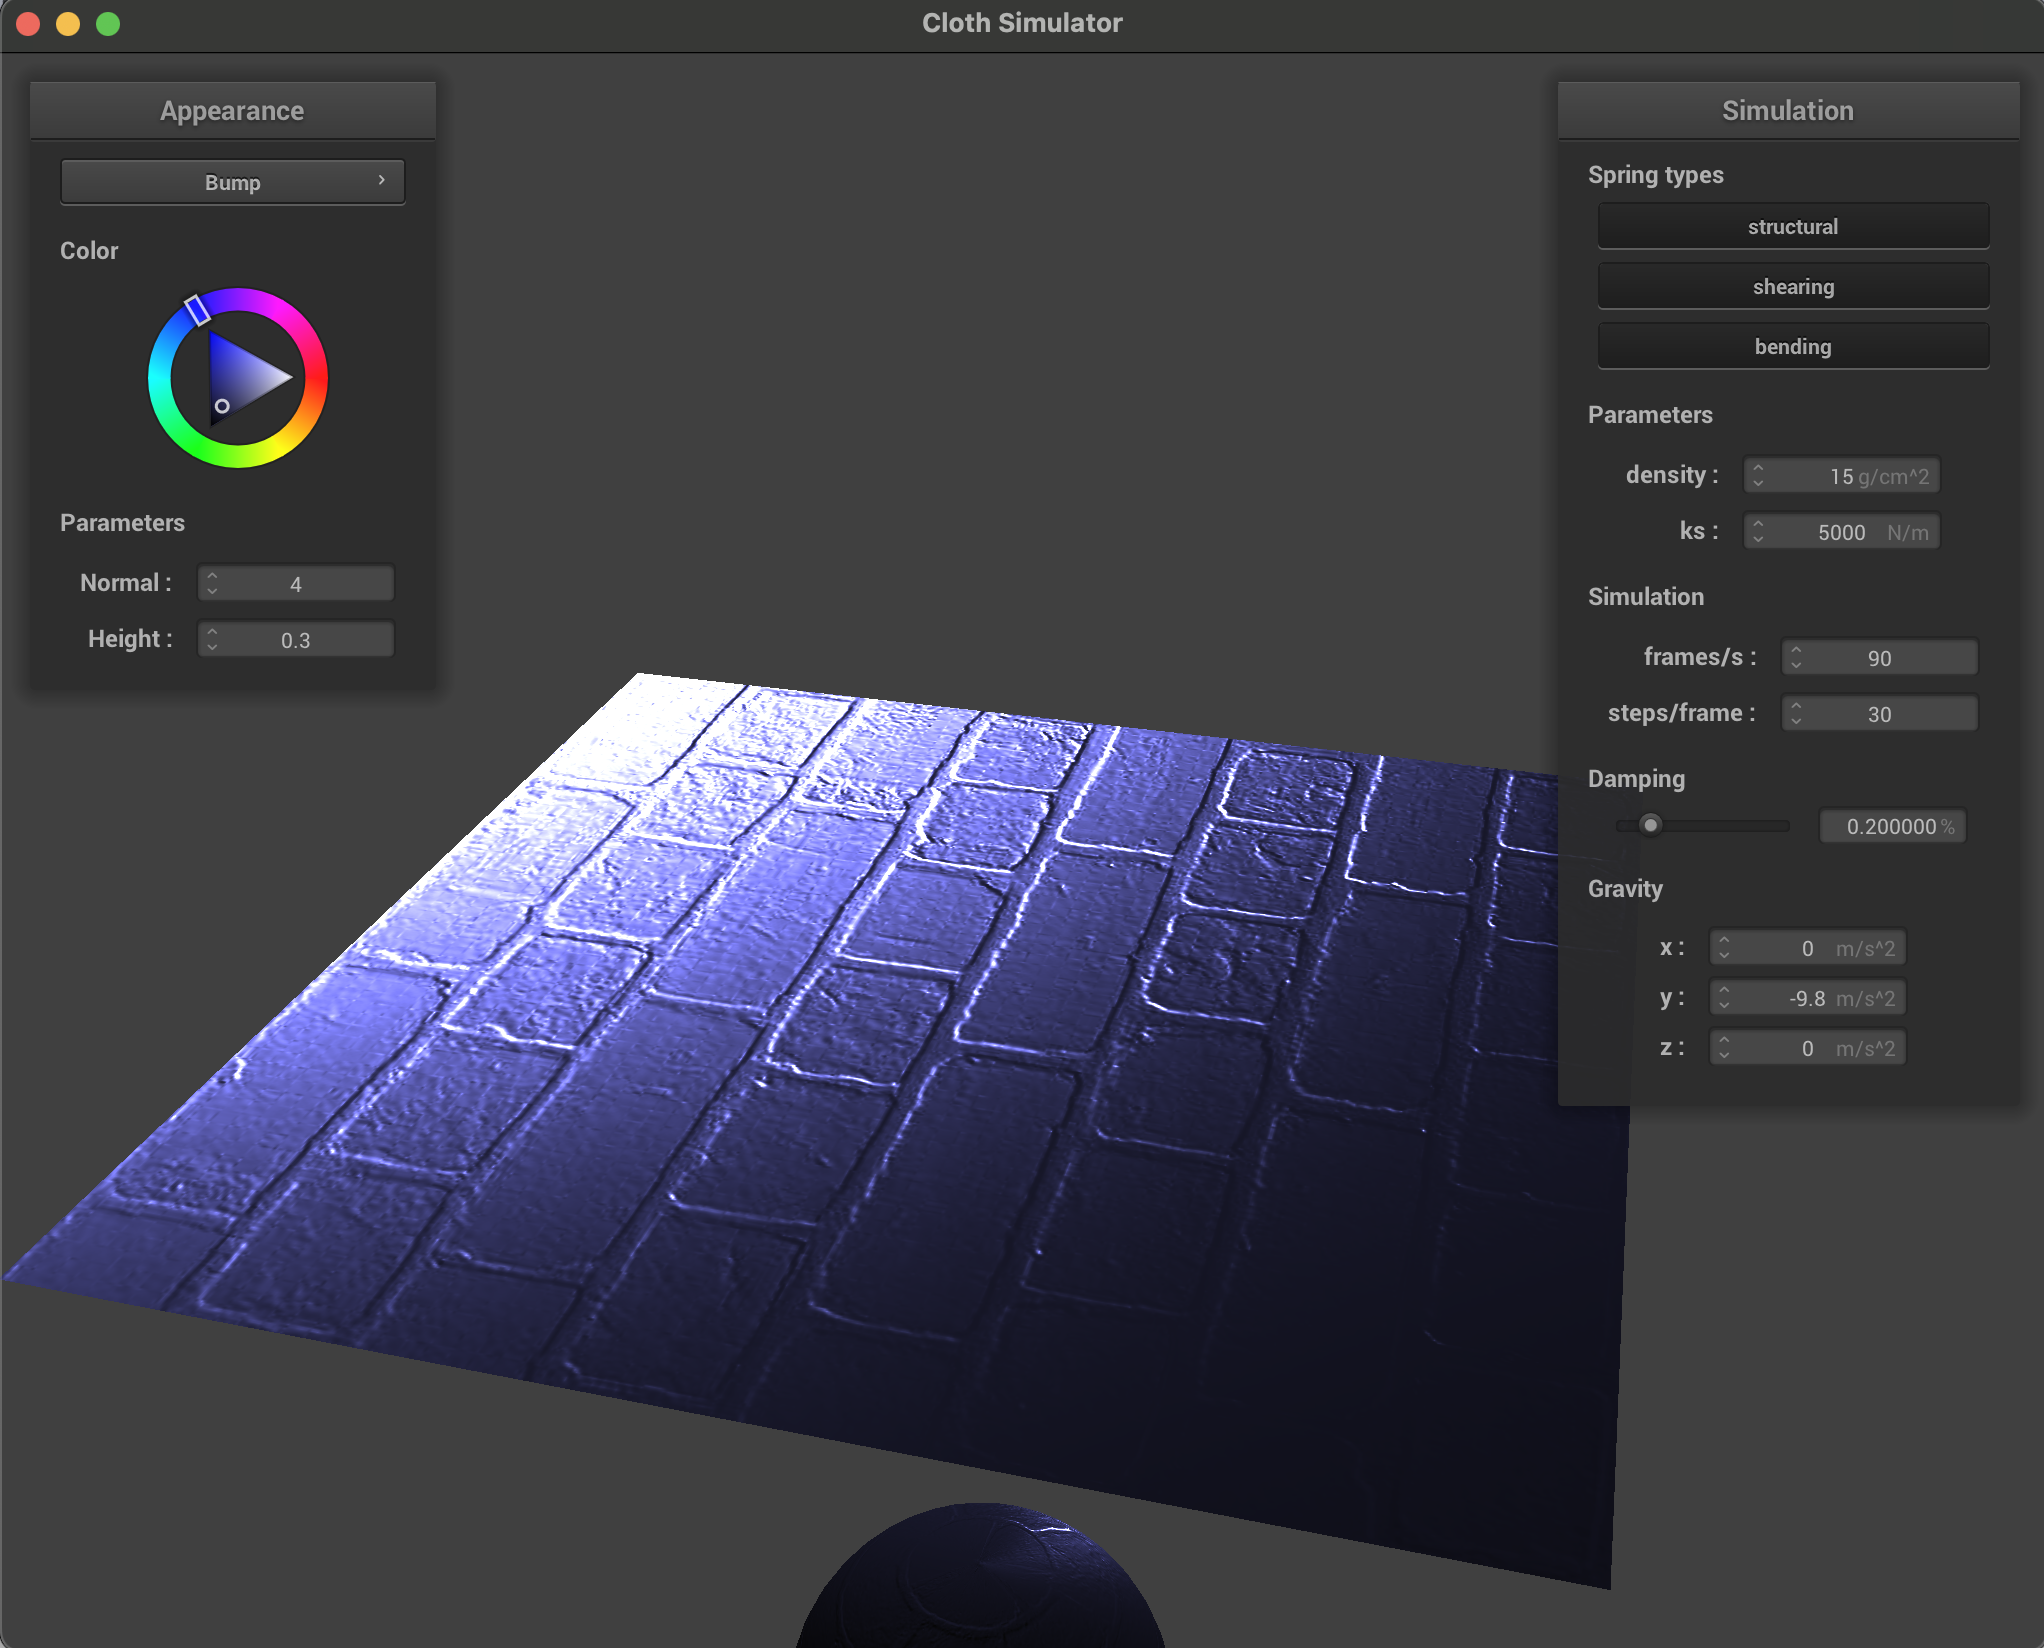 Cloth Simulator
Appearance
Bump
Color
Parameters
Normal : 4
Height : 0.3
Simulation
Spring types
structural
shearing
bending
Parameters
density : 15 g/cm^2
ks : 5000 N/m
Simulation
frames/s : 90
steps/frame : 30
Damping
0.200000 %
Gravity
x : 0 m/s^2
y : -9.8 m/s^2
z : 0 m/s^2